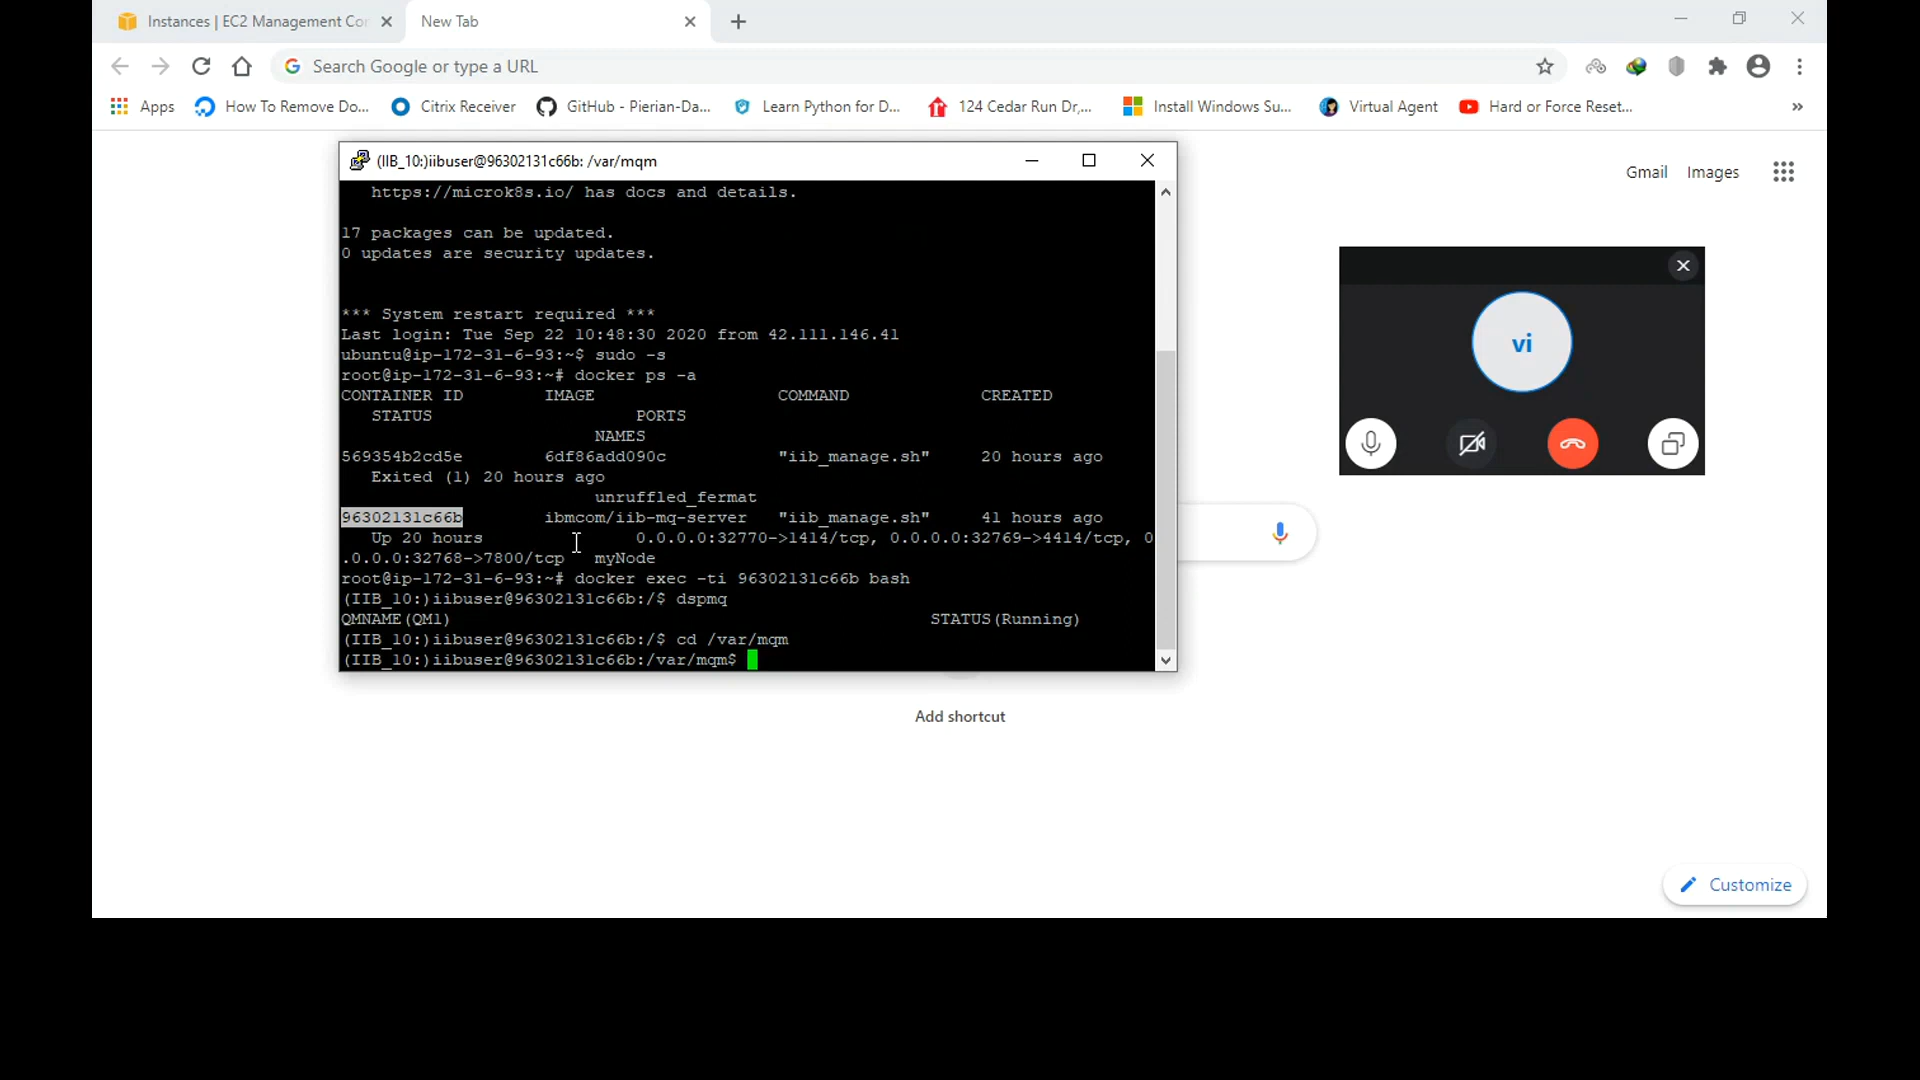 Instances | EC2 Management Co
New Tab
Search Google or type a URL
Apps
How To Remove Do...
Citrix Receiver
GitHub - Pierian-Da...
Learn Python for D...
124 Cedar Run Dr,...
Install Windows Su...
Virtual Agent
Hard or Force Reset...
»
Gmail
Images
(IIB_10:)iibuser@96302131c66b: /var/mqm
https://microk8s.io/ has docs and details.
17 packages can be updated.
0 updates are security updates.
*** System restart required ***
Last login: Tue Sep 22 10:48:30 2020 from 42.111.146.41
ubuntu@ip-172-31-6-93:~$ sudo -s
root@ip-172-31-6-93:~# docker ps -a
CONTAINER ID IMAGE COMMAND CREATED
STATUS PORTS
NAMES
569354b2cd5e 6df86add090c "iib_manage.sh" 20 hours ago
Exited (1) 20 hours ago
unruffled_fermat
96302131c66b ibmcom/iib-mq-server "iib_manage.sh" 41 hours ago
Up 20 hours 0.0.0.0:32770->1414/tcp, 0.0.0.0:32769->4414/tcp, 0
.0.0.0:32768->7800/tcp myNode
root@ip-172-31-6-93:~# docker exec -ti 96302131c66b bash
(IIB_10:)iibuser@96302131c66b:/$ dspmq
QMNAME(QM1) STATUS(Running)
(IIB_10:)iibuser@96302131c66b:/$ cd /var/mqm
(IIB_10:)iibuser@96302131c66b:/var/mqm$
vi
Add shortcut
Customize